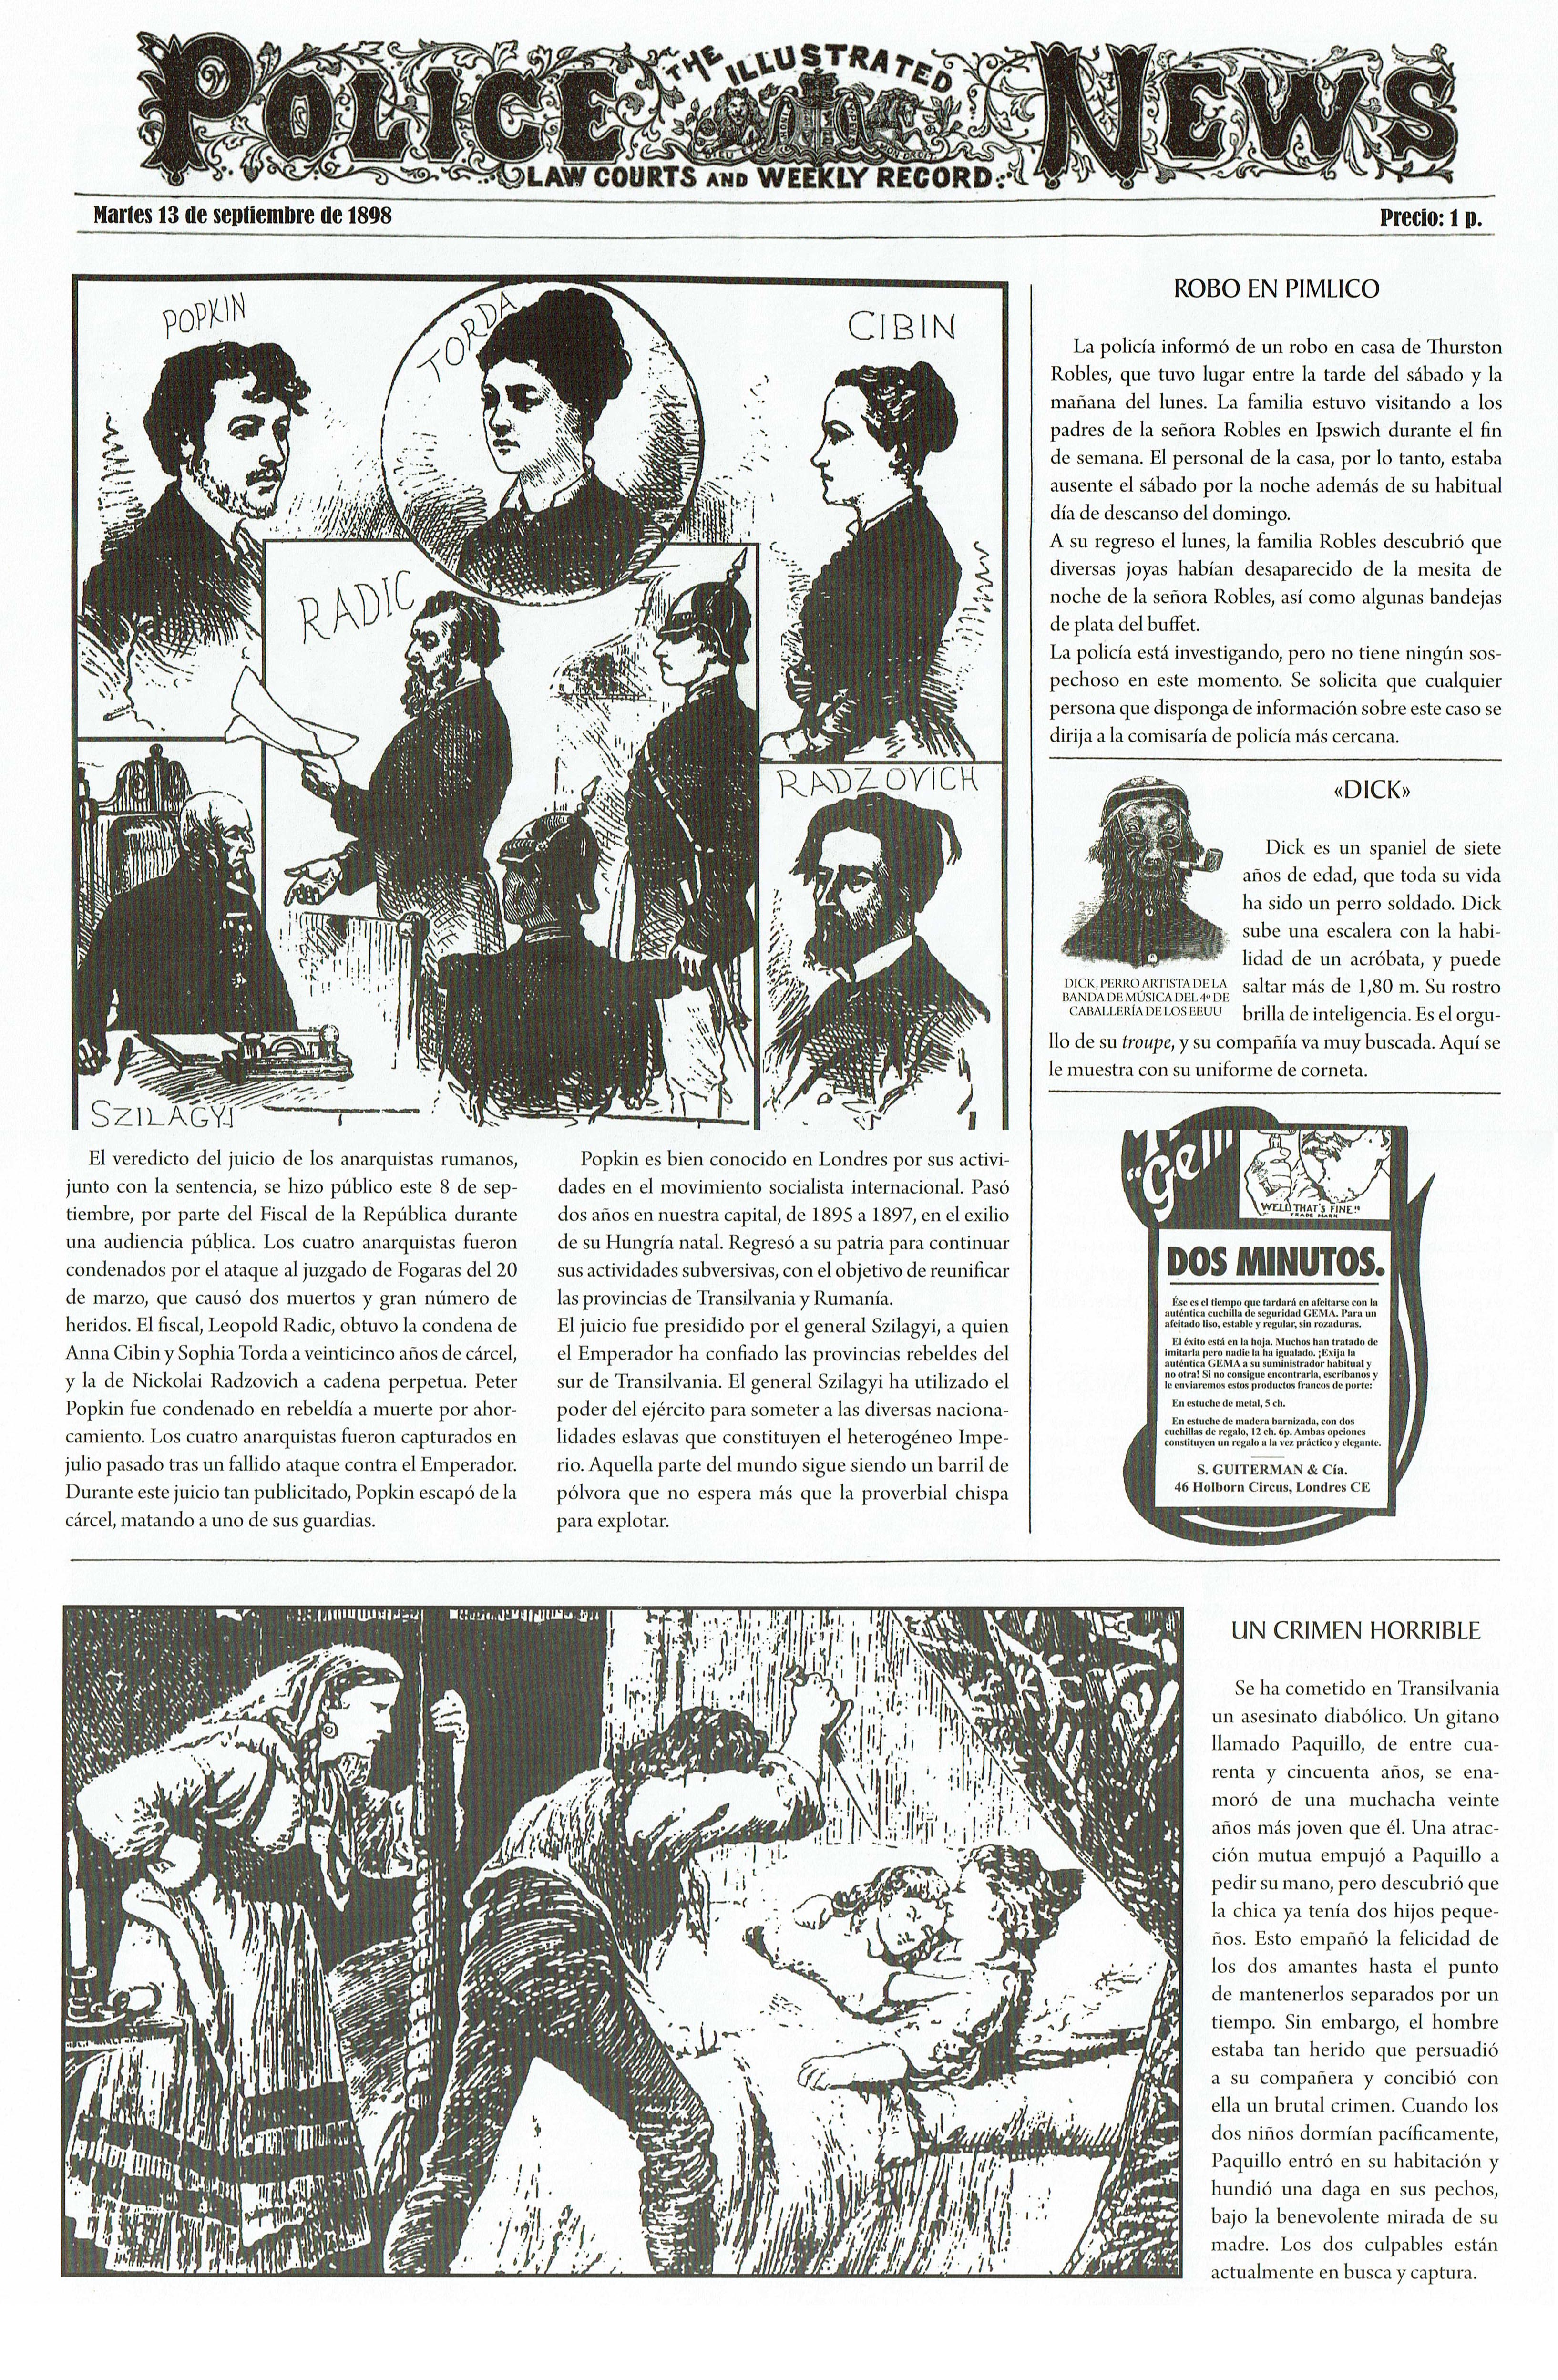 POLICE THE ILLUSTRATED NEWS
LAW COURTS AND WEEKLY RECORD
Martes 13 de septiembre de 1898
Precio: 1 p.
POPKIN
TORDA
CIBIN
RADIC
RADZOVICH
SZILAGYI
El veredicto del juicio de los anarquistas rumanos,
junto con la sentencia, se hizo público este 8 de sep-
tiembre, por parte del Fiscal de la República durante
una audiencia pública. Los cuatro anarquistas fueron
condenados por el ataque al juzgado de Fogaras del 20
de marzo, que causó dos muertos y gran número de
heridos. El fiscal, Leopold Radic, obtuvo la condena de
Anna Cibin y Sophia Torda a veinticinco años de cárcel,
y la de Nickolai Radzovich a cadena perpetua. Peter
Popkin fue condenado en rebeldía a muerte por ahor-
camiento. Los cuatro anarquistas fueron capturados en
julio pasado tras un fallido ataque contra el Emperador.
Durante este juicio tan publicitado, Popkin escapó de la
cárcel, matando a uno de sus guardias.
Popkin es bien conocido en Londres por sus activi-
dades en el movimiento socialista internacional. Pasó
dos años en nuestra capital, de 1895 a 1897, en el exilio
de su Hungría natal. Regresó a su patria para continuar
sus actividades subversivas, con el objetivo de reunificar
las provincias de Transilvania y Rumanía.
El juicio fue presidido por el general Szilagyi, a quien
el Emperador ha confiado las provincias rebeldes del
sur de Transilvania. El general Szilagyi ha utilizado el
poder del ejército para someter a las diversas naciona-
lidades eslavas que constituyen el heterogéneo Impe-
rio. Aquella parte del mundo sigue siendo un barril de
pólvora que no espera más que la proverbial chispa
para explotar.
ROBO EN PIMLICO
La policía informó de un robo en casa de Thurston
Robles, que tuvo lugar entre la tarde del sábado y la
mañana del lunes. La familia estuvo visitando a los
padres de la señora Robles en Ipswich durante el fin
de semana. El personal de la casa, por lo tanto, estaba
ausente el sábado por la noche además de su habitual
día de descanso del domingo.
A su regreso el lunes, la familia Robles descubrió que
diversas joyas habían desaparecido de la mesita de
noche de la señora Robles, así como algunas bandejas
de plata del buffet.
La policía está investigando, pero no tiene ningún sos-
pechoso en este momento. Se solicita que cualquier
persona que disponga de información sobre este caso se
dirija a la comisaría de policía más cercana.
«DICK»
Dick es un spaniel de siete
años de edad, que toda su vida
ha sido un perro soldado. Dick
sube una escalera con la habi-
lidad de un acróbata, y puede
saltar más de 1,80 m. Su rostro
brilla de inteligencia. Es el orgu-
llo de su troupe, y su compañía va muy buscada. Aquí se
le muestra con su uniforme de corneta.
DICK, PERRO ARTISTA DE LA
BANDA DE MÚSICA DEL 4º DE
CABALLERÍA DE LOS EEUU
"Gem
"WELL THAT'S FINE!"
TRADE MARK
DOS MINUTOS.
Ése es el tiempo que tardará en afeitarse con la
auténtica cuchilla de seguridad GEMA. Para un
afeitado liso, estable y regular, sin rozaduras.
El éxito está en la hoja. Muchos han tratado de
imitarla pero nadie la ha igualado. ¡Exija la
auténtica GEMA a su suministrador habitual y
no otra! Si no consigue encontrarla, escríbanos y
le enviaremos estos productos francos de porte:
En estuche de metal, 5 ch.
En estuche de madera barnizada, con dos
cuchillas de regalo, 12 ch. 6p. Ambas opciones
constituyen un regalo a la vez práctico y elegante.
S. GUITERMAN & Cía.
46 Holborn Circus, Londres CE
UN CRIMEN HORRIBLE
Se ha cometido en Transilvania
un asesinato diabólico. Un gitano
llamado Paquillo, de entre cua-
renta y cincuenta años, se ena-
moró de una muchacha veinte
años más joven que él. Una atrac-
ción mutua empujó a Paquillo a
pedir su mano, pero descubrió que
la chica ya tenía dos hijos peque-
ños. Esto empañó la felicidad de
los dos amantes hasta el punto
de mantenerlos separados por un
tiempo. Sin embargo, el hombre
estaba tan herido que persuadió
a su compañera y concibió con
ella un brutal crimen. Cuando los
dos niños dormían pacíficamente,
Paquillo entró en su habitación y
hundió una daga en sus pechos,
bajo la benevolente mirada de su
madre. Los dos culpables están
actualmente en busca y captura.